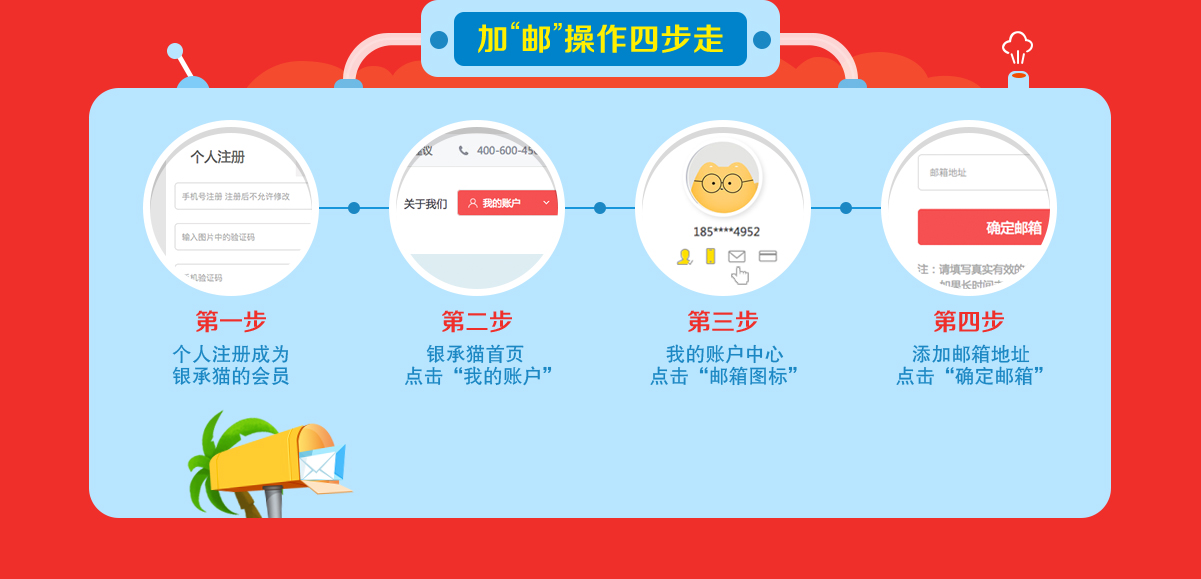 加“邮”操作四步走
个人注册
手机号注册 注册后不允许修改
输入图片中的验证码
机验证码
议
400-600-45
关于我们
我的账户
185****4952
邮箱地址
确定邮箱
注：请填写真实有效的
如果长时间
第一步
个人注册成为
银承猫的会员
第二步
银承猫首页
点击“我的账户”
第三步
我的账户中心
点击“邮箱图标”
第四步
添加邮箱地址
点击“确定邮箱”